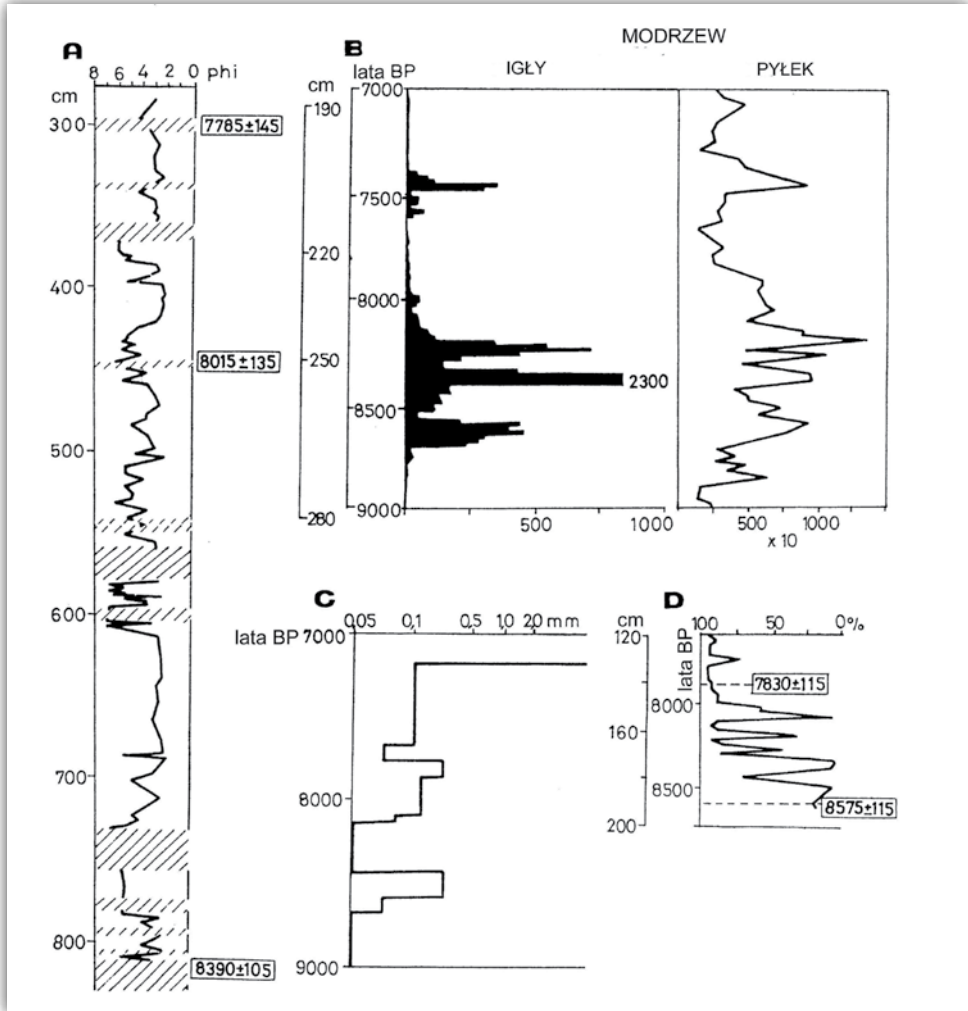 MODRZEW
A
8 6 4 2 0 phi
cm
300
400
500
600
700
800
7785±145
8015±135
8390±105
B
cm
190
220
250
280
lata BP
7000
7500
8000
8500
9000
IGŁY
2300
500 1000
PYŁEK
500 1000
x 10
C
0.05 0,1 0,5 1,0 2,0 mm
lata BP 7000
8000
9000
D
100 50 0%
cm
120
160
200
lata BP
8000
8500
7830±115
8575±115